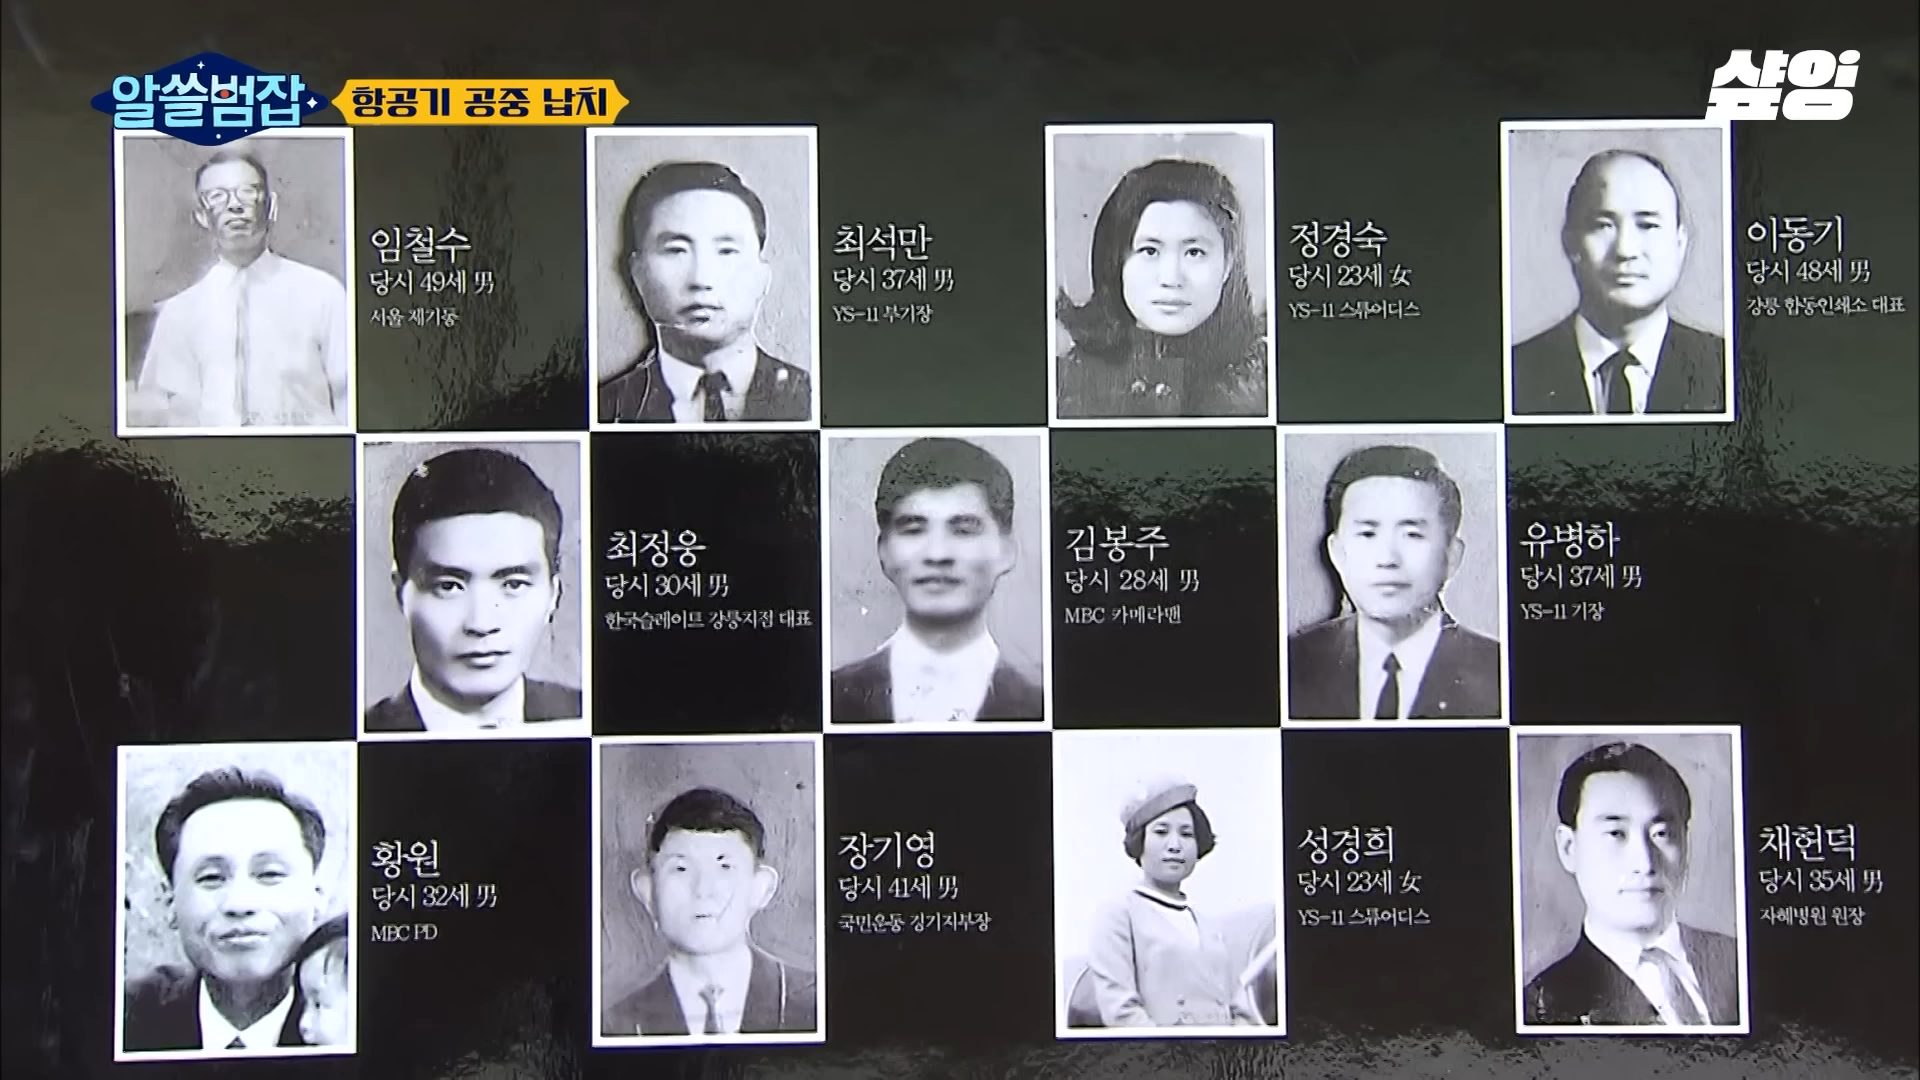 알쓸범잡
항공기 공중 납치
샾잉
임철수
당시 49세 男
서울 제기동
최석만
당시 37세 男
YS-11 부기장
정경숙
당시 23세 女
YS-11 스튜어디스
이동기
당시 48세 男
강릉 합동인쇄소 대표
최정웅
당시 30세 男
한국슬레이트 강릉지점 대표
김봉주
당시 28세 男
MBC 카메라맨
유병하
당시 37세 男
YS-11 기장
황원
당시 32세 男
MBC PD
장기영
당시 41세 男
국민운동 경기지부장
성경희
당시 23세 女
YS-11 스튜어디스
채헌덕
당시 35세 男
자혜병원 원장